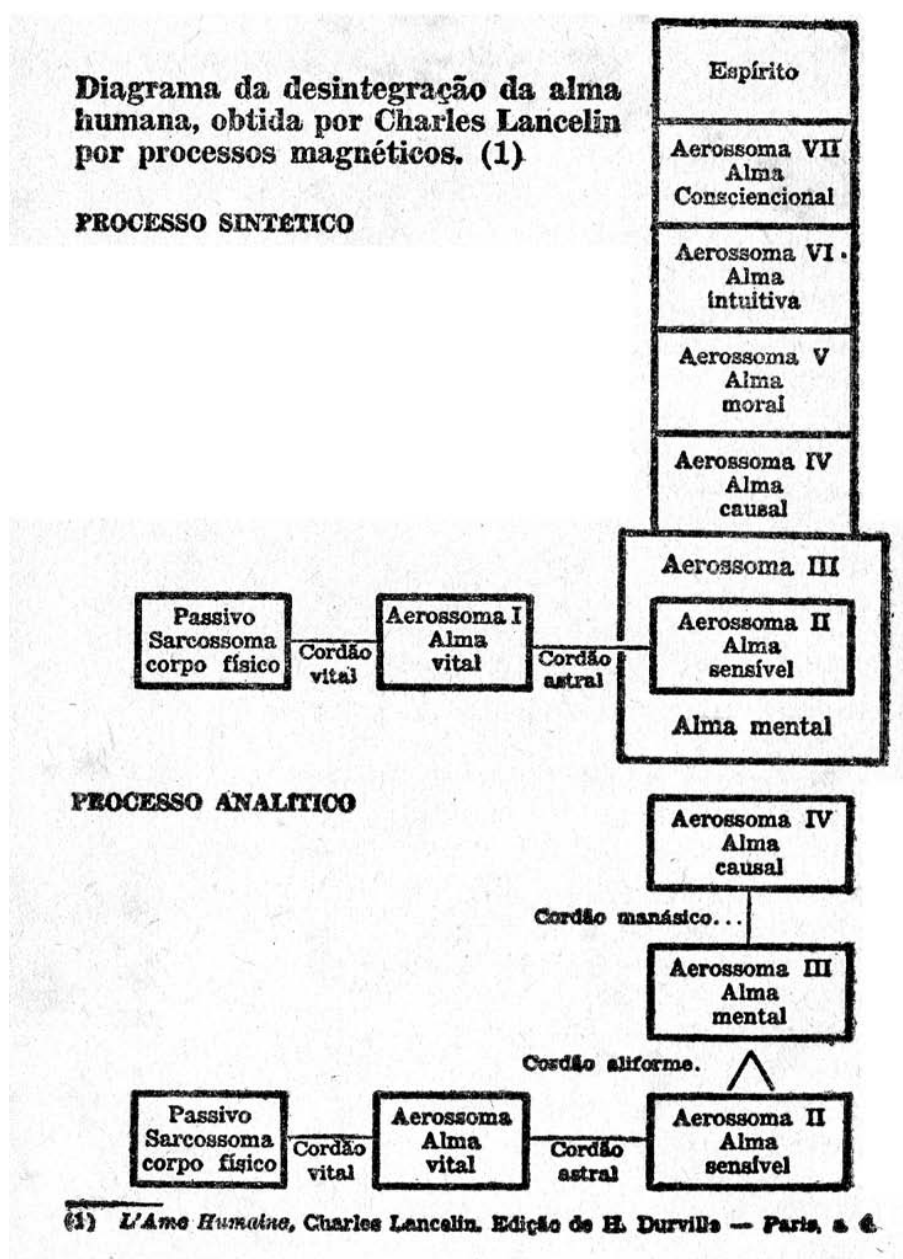 Diagrama da desintegração da alma
humana, obtida por Charles Lancelin
por processos magnéticos. (1)
PROCESSO SINTÉTICO
Espírito
Aerossoma VII
Alma
Consciencional
Aerossoma VI
Alma
intuitiva
Aerossoma V
Alma
moral
Aerossoma IV
Alma
causal
Aerossoma III
Passivo
Sarcossoma
corpo físico
Cordão
vital
Aerossoma I
Alma
vital
Cordão
astral
Aerossoma II
Alma
sensível
Alma mental
PROCESSO ANALÍTICO
Aerossoma IV
Alma
causal
Cordão manásico...
Aerossoma III
Alma
mental
Cordão aliforme.
Passivo
Sarcossoma
corpo físico
Cordão
vital
Aerossoma
Alma
vital
Cordão
astral
Aerossoma II
Alma
sensível
(1) L'Ame Humaine, Charles Lancelin. Edição de H. Durville — Paris, s. d.